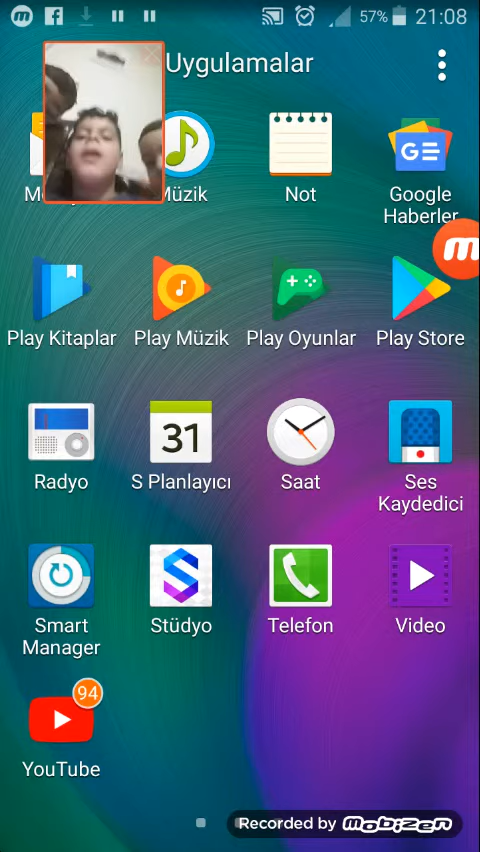 57% 21:08
Uygulamalar
Müzik
Not
Google
Haberler
Play Kitaplar
Play Müzik
Play Oyunlar
Play Store
Radyo
31
S Planlayıcı
Saat
Ses
Kaydedici
Smart
Manager
Stüdyo
Telefon
Video
94
YouTube
Recorded by mobizen